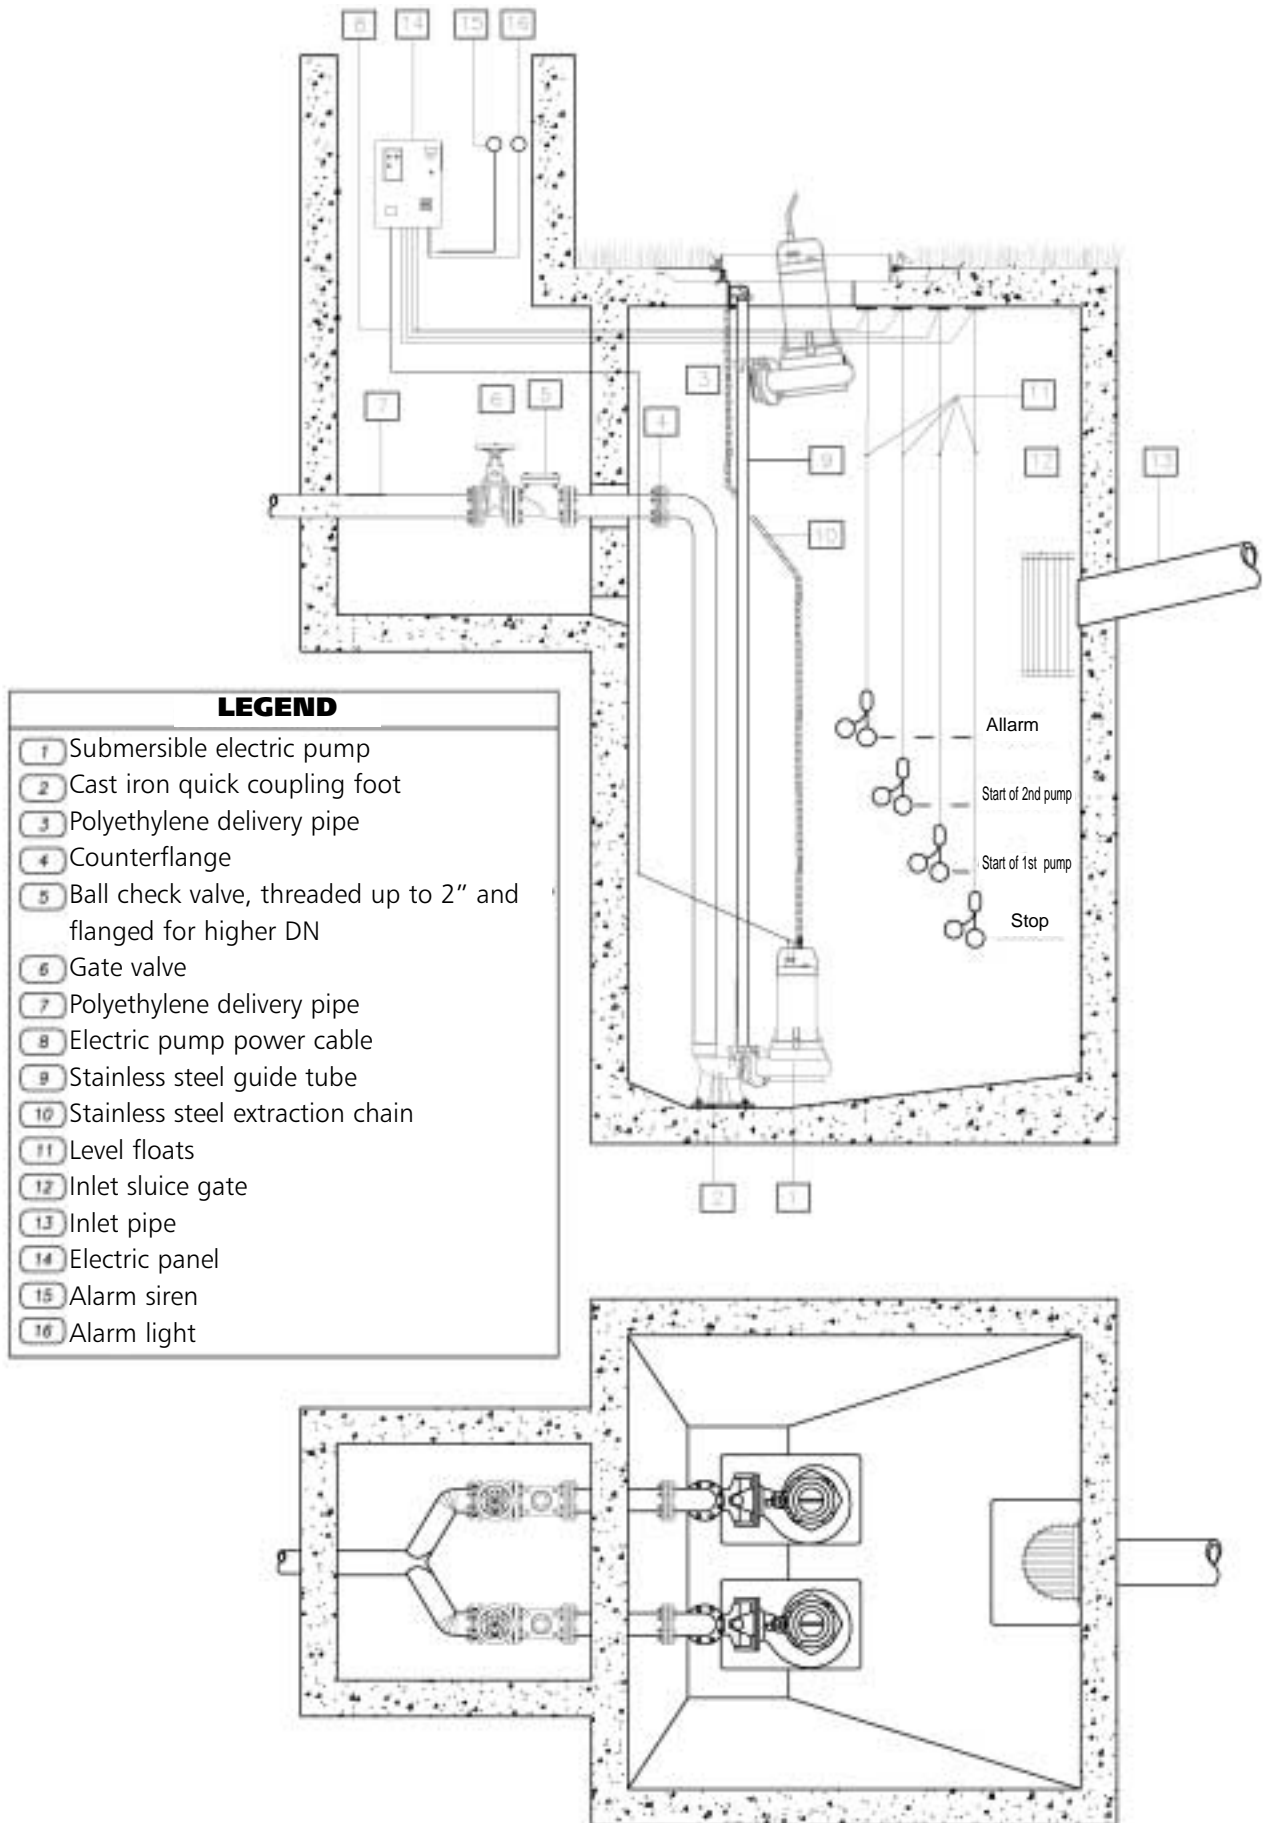 8 14 15 16
3 6 5 4 7
11
9 12 13
10
Allarm
Start of 2nd pump
Start of 1st pump
Stop
2 1
LEGEND
1 Submersible electric pump
2 Cast iron quick coupling foot
3 Polyethylene delivery pipe
4 Counterflange
5 Ball check valve, threaded up to 2” and
flanged for higher DN
6 Gate valve
7 Polyethylene delivery pipe
8 Electric pump power cable
9 Stainless steel guide tube
10 Stainless steel extraction chain
11 Level floats
12 Inlet sluice gate
13 Inlet pipe
14 Electric panel
15 Alarm siren
16 Alarm light